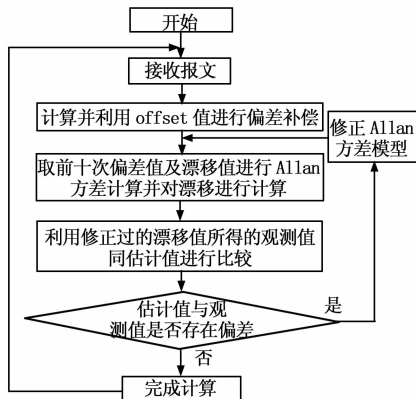 开始
接收报文
计算并利用offset值进行偏差补偿
修正Allan
方差模型
取前十次偏差值及漂移值进行Allan
方差计算并对漂移进行计算
利用修正过的漂移值所得的观测值
同估计值进行比较
估计值与观
测值是否存在偏差
是
否
完成计算